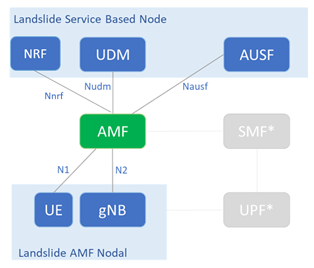 Landslide Service Based Node
NRF UDM AUSF
Nnrf Nudm Nausf
AMF SMF*
N1 N2
UE gNB UPF*
Landslide AMF Nodal